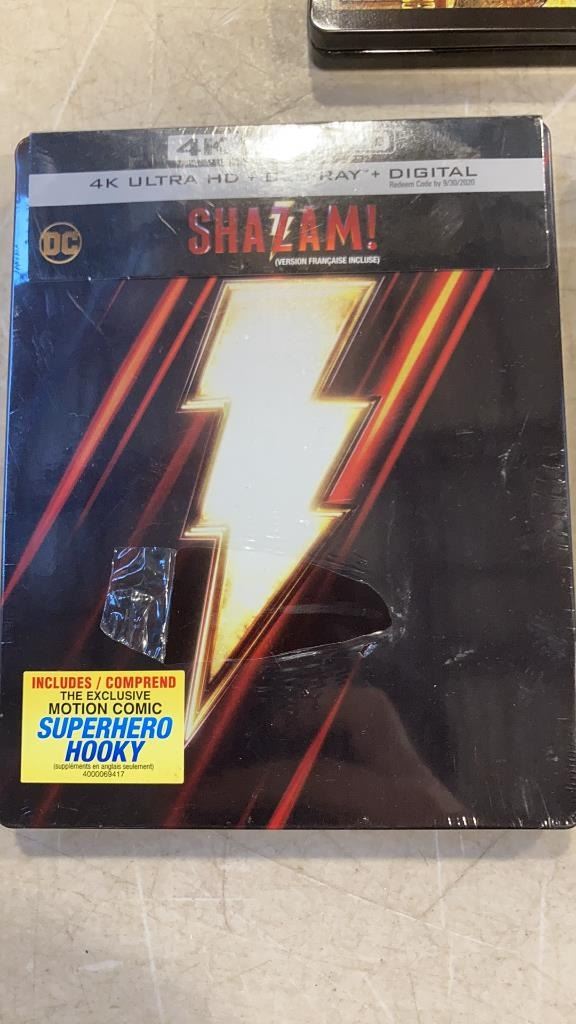 4K
4K ULTRA HD + BLU-RAY™ + DIGITAL
Redeem Code by 9/30/2020
DC
SHAZAM!
(VERSION FRANÇAISE INCLUSE)
INCLUDES / COMPREND
THE EXCLUSIVE
MOTION COMIC
SUPERHERO
HOOKY
(suppléments en anglais seulement)
4000069417